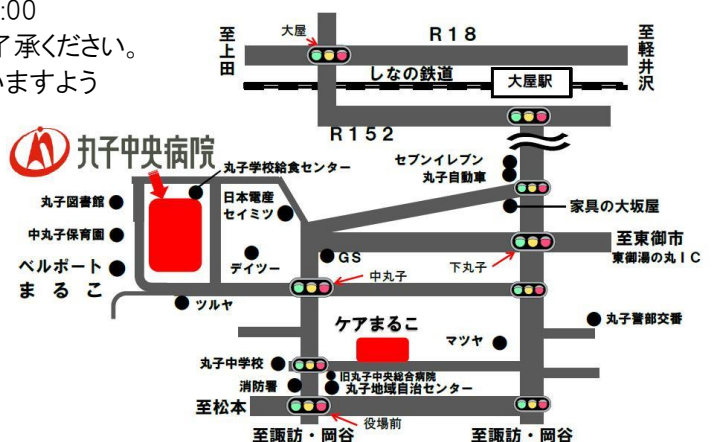 :00
了承ください。
いますよう
大屋
R18
至上田
至軽井沢
しなの鉄道
大屋駅
R152
丸子中央病院
丸子学校給食センター
セブンイレブン
丸子自動車
丸子図書館
日本電産
セイミツ
家具の大坂屋
中丸子保育園
至東御市
東御湯の丸IC
ベルポート
まるこ
デイツー
GS
中丸子
下丸子
ツルヤ
ケアまるこ
丸子警部交番
マツヤ
丸子中学校
旧丸子中央総合病院
消防署
丸子地域自治センター
至松本
役場前
至諏訪・岡谷
至諏訪・岡谷